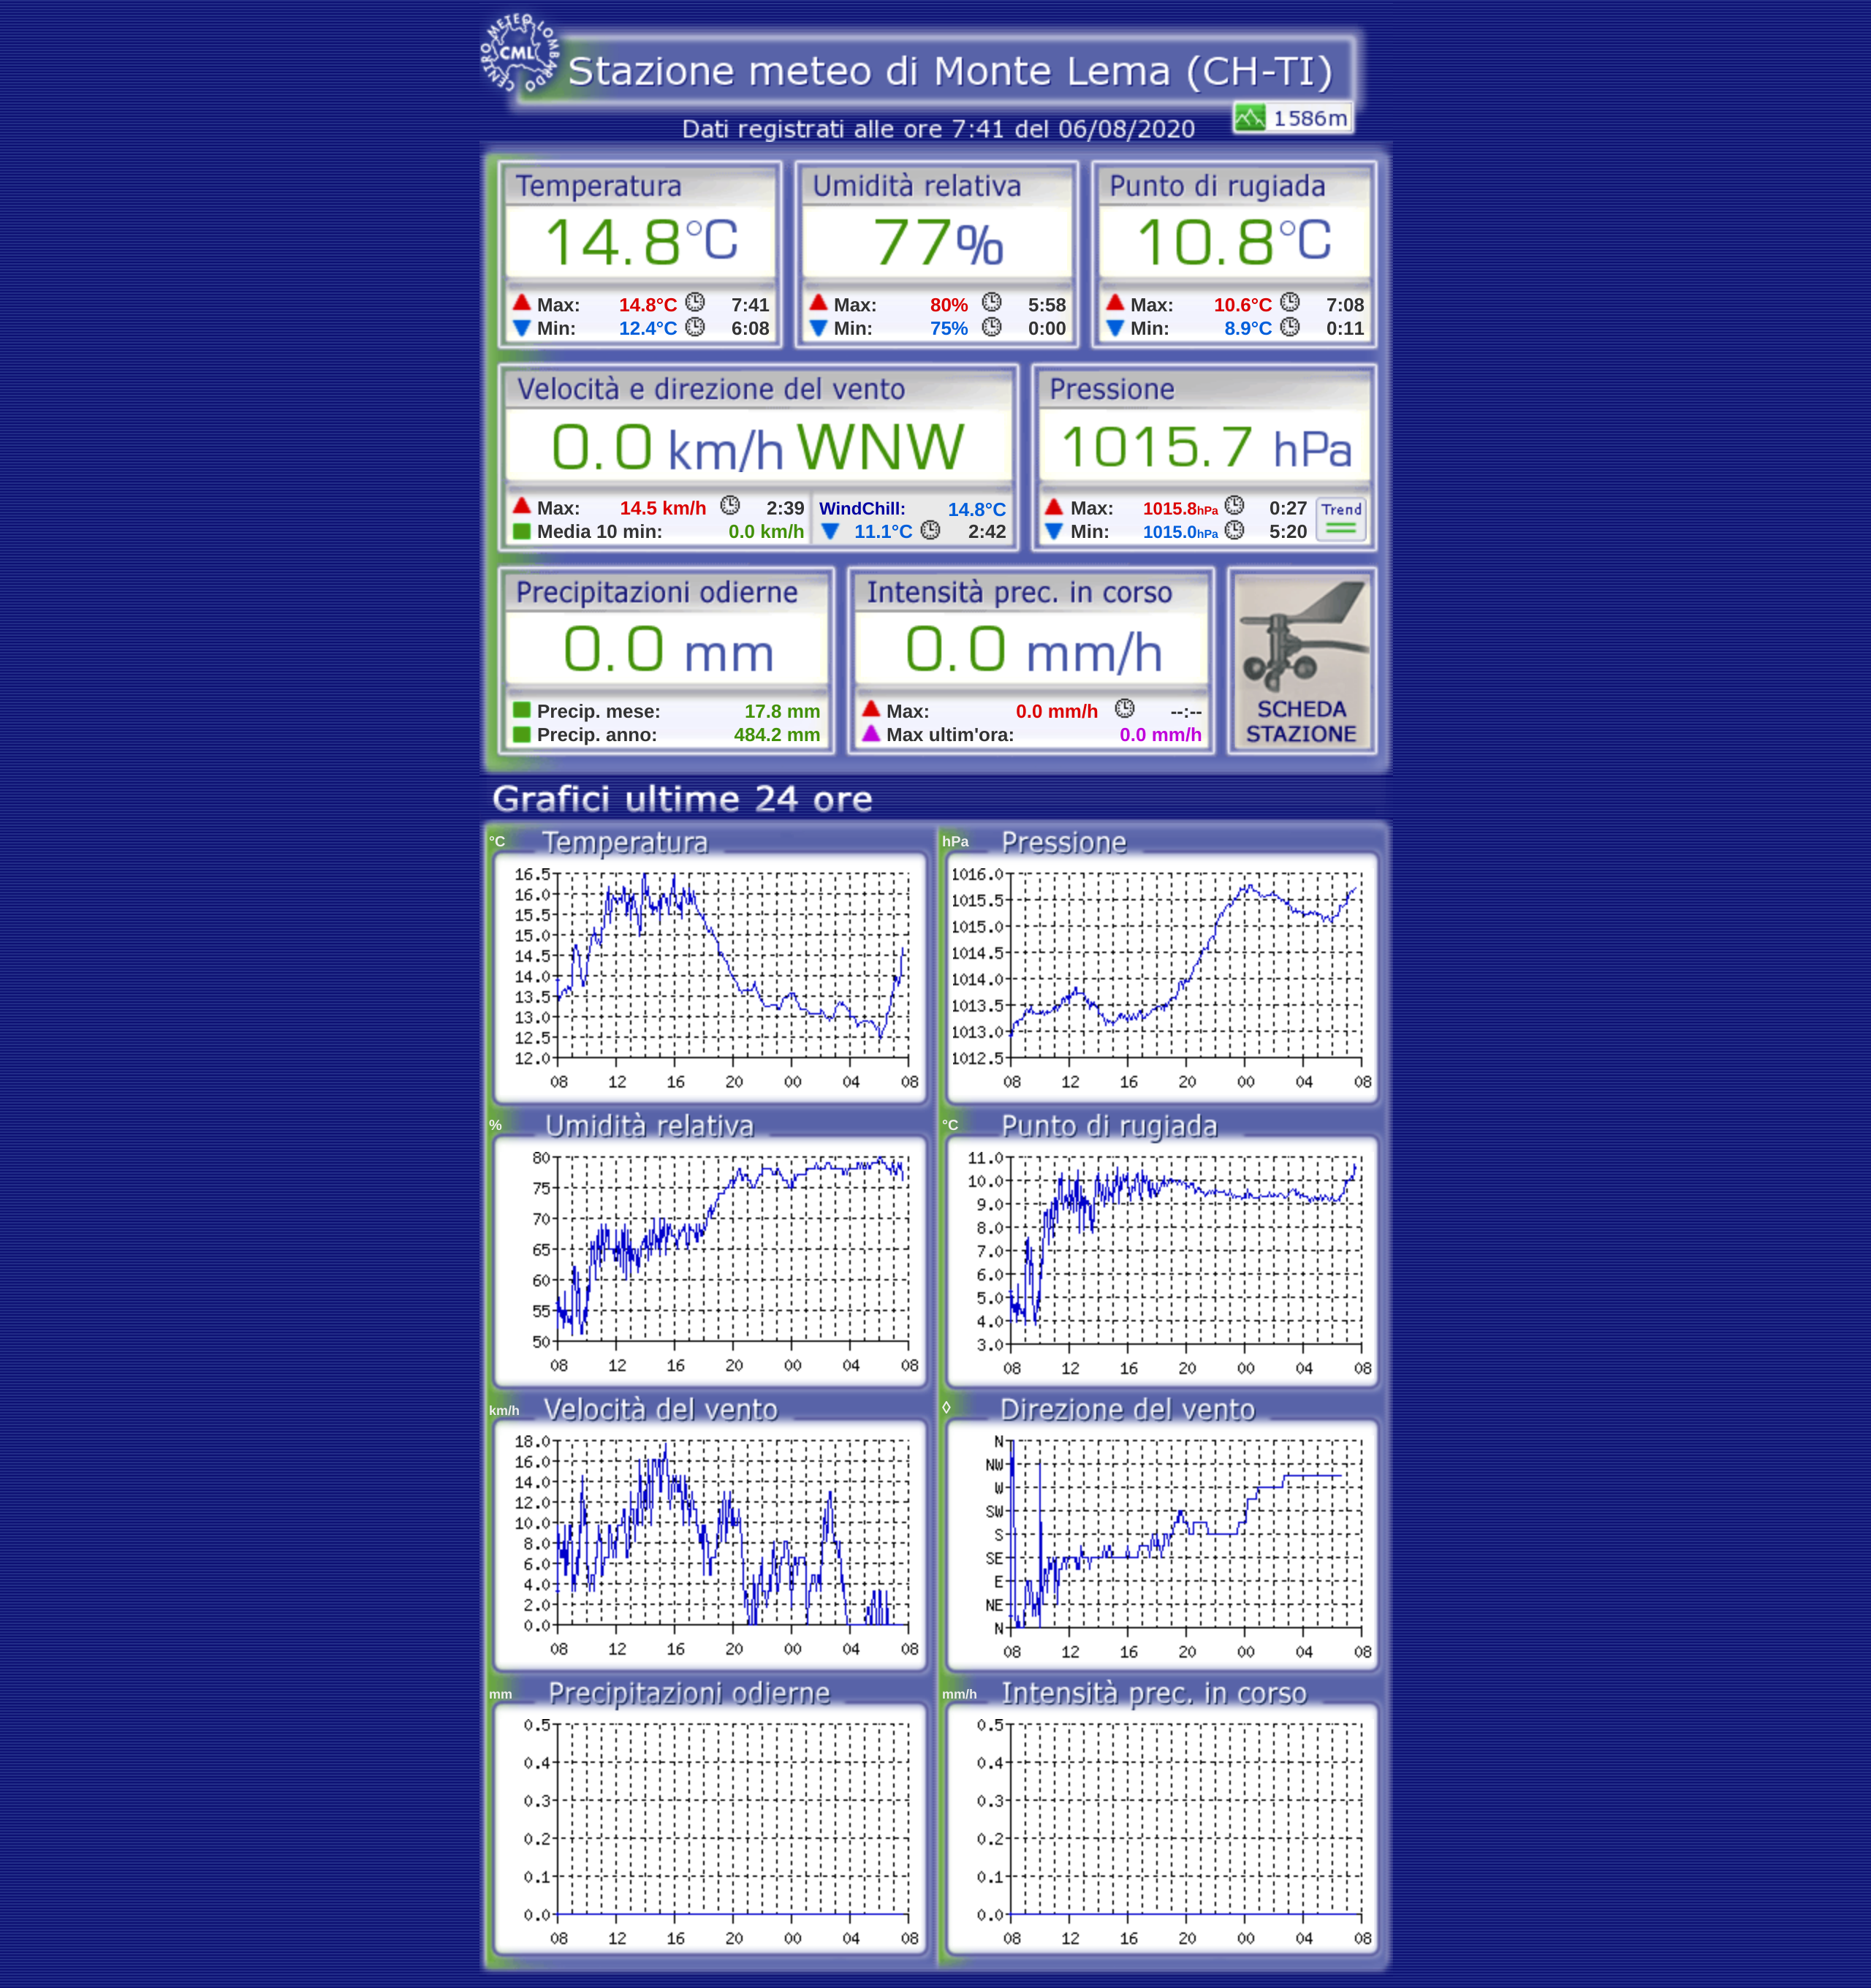 CENTRO METEO LOMBARDO
CML
Stazione meteo di Monte Lema (CH-TI)
1586m
Dati registrati alle ore 7:41 del 06/08/2020
Temperatura
14.8°C
Max: 14.8°C 7:41
Min: 12.4°C 6:08
Umidità relativa
77%
Max: 80% 5:58
Min: 75% 0:00
Punto di rugiada
10.8°C
Max: 10.6°C 7:08
Min: 8.9°C 0:11
Velocità e direzione del vento
0.0 km/h WNW
Max: 14.5 km/h 2:39
Media 10 min: 0.0 km/h
WindChill: 14.8°C
11.1°C 2:42
Pressione
1015.7 hPa
Max: 1015.8hPa 0:27
Min: 1015.0hPa 5:20
Trend
Precipitazioni odierne
0.0 mm
Precip. mese: 17.8 mm
Precip. anno: 484.2 mm
Intensità prec. in corso
0.0 mm/h
Max: 0.0 mm/h --:--
Max ultim'ora: 0.0 mm/h
SCHEDA
STAZIONE
Grafici ultime 24 ore
°C Temperatura
16.5
16.0
15.5
15.0
14.5
14.0
13.5
13.0
12.5
12.0
08 12 16 20 00 04 08
hPa Pressione
1016.0
1015.5
1015.0
1014.5
1014.0
1013.5
1013.0
1012.5
08 12 16 20 00 04 08
% Umidità relativa
80
75
70
65
60
55
50
08 12 16 20 00 04 08
°C Punto di rugiada
11.0
10.0
9.0
8.0
7.0
6.0
5.0
4.0
3.0
08 12 16 20 00 04 08
km/h Velocità del vento
18.0
16.0
14.0
12.0
10.0
8.0
6.0
4.0
2.0
0.0
08 12 16 20 00 04 08
◊ Direzione del vento
N
NW
W
SW
S
SE
E
NE
N
08 12 16 20 00 04 08
mm Precipitazioni odierne
0.5
0.4
0.3
0.2
0.1
0.0
08 12 16 20 00 04 08
mm/h Intensità prec. in corso
0.5
0.4
0.3
0.2
0.1
0.0
08 12 16 20 00 04 08